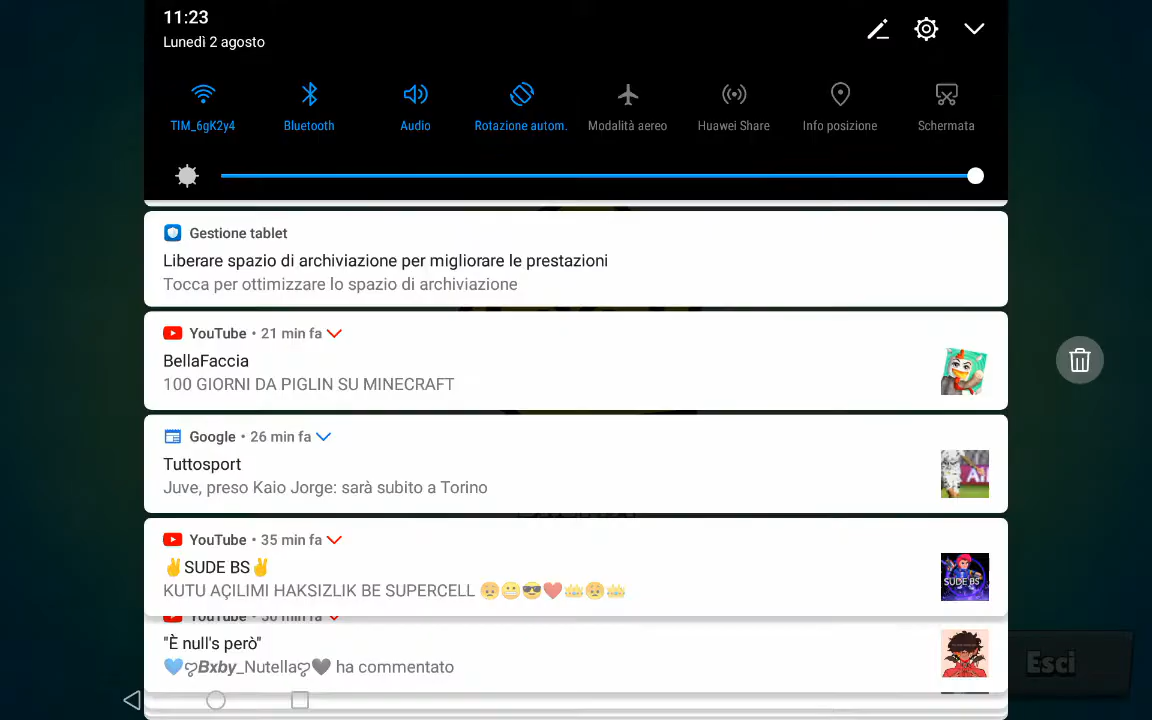 11:23
Lunedì 2 agosto
TIM_6gK2y4
Bluetooth
Audio
Rotazione autom.
Modalità aereo
Huawei Share
Info posizione
Schermata
Gestione tablet
Liberare spazio di archiviazione per migliorare le prestazioni
Tocca per ottimizzare lo spazio di archiviazione
YouTube • 21 min fa
BellaFaccia
100 GIORNI DA PIGLIN SU MINECRAFT
Google • 26 min fa
Tuttosport
Juve, preso Kaio Jorge: sarà subito a Torino
YouTube • 35 min fa
✌SUDE BS✌
KUTU AÇILIMI HAKSIZLIK BE SUPERCELL 😳😬😎❤️👑😳👑
SUDE BS
YouTube • 50 min fa
"È null's però"
💙ღBxby_Nutellaღ🖤 ha commentato
Esci